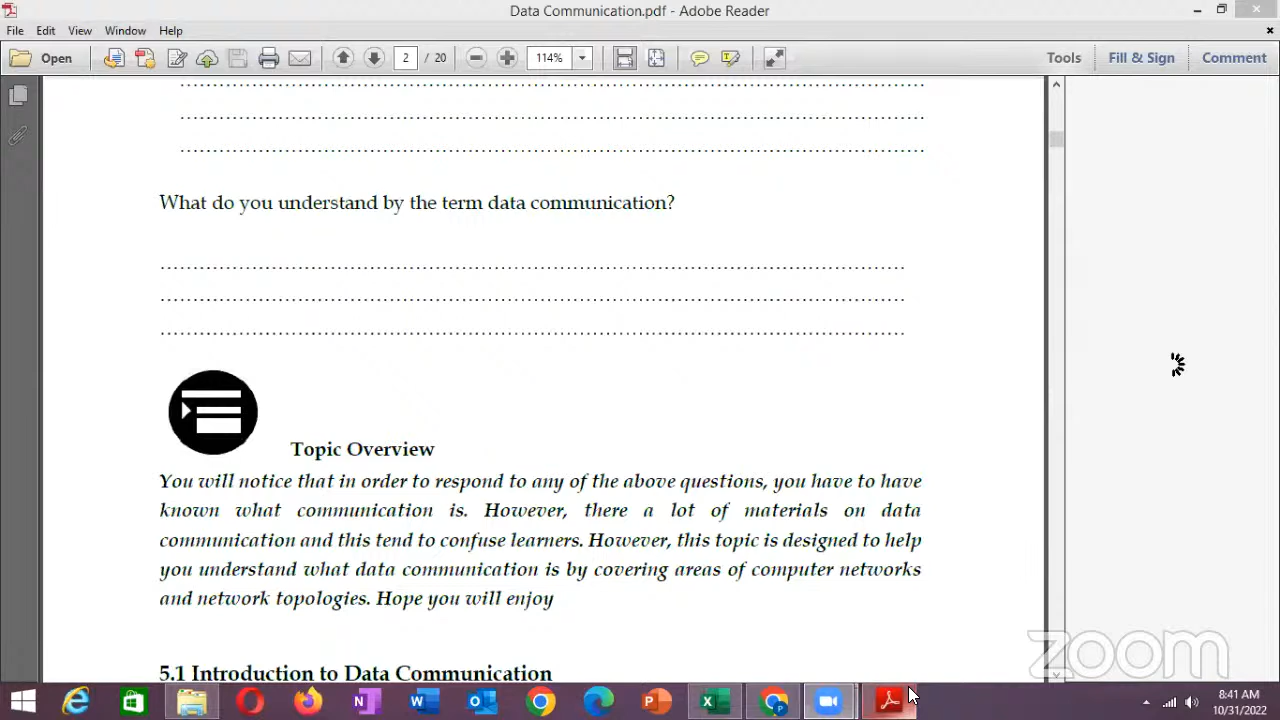 Data Communication.pdf - Adobe Reader
File Edit View Window Help
Open 2 / 20 114% Tools Fill & Sign Comment
What do you understand by the term data communication?
Topic Overview
You will notice that in order to respond to any of the above questions, you have to have
known what communication is. However, there a lot of materials on data
communication and this tend to confuse learners. However, this topic is designed to help
you understand what data communication is by covering areas of computer networks
and network topologies. Hope you will enjoy
5.1 Introduction to Data Communication
zoom
8:41 AM
10/31/2022